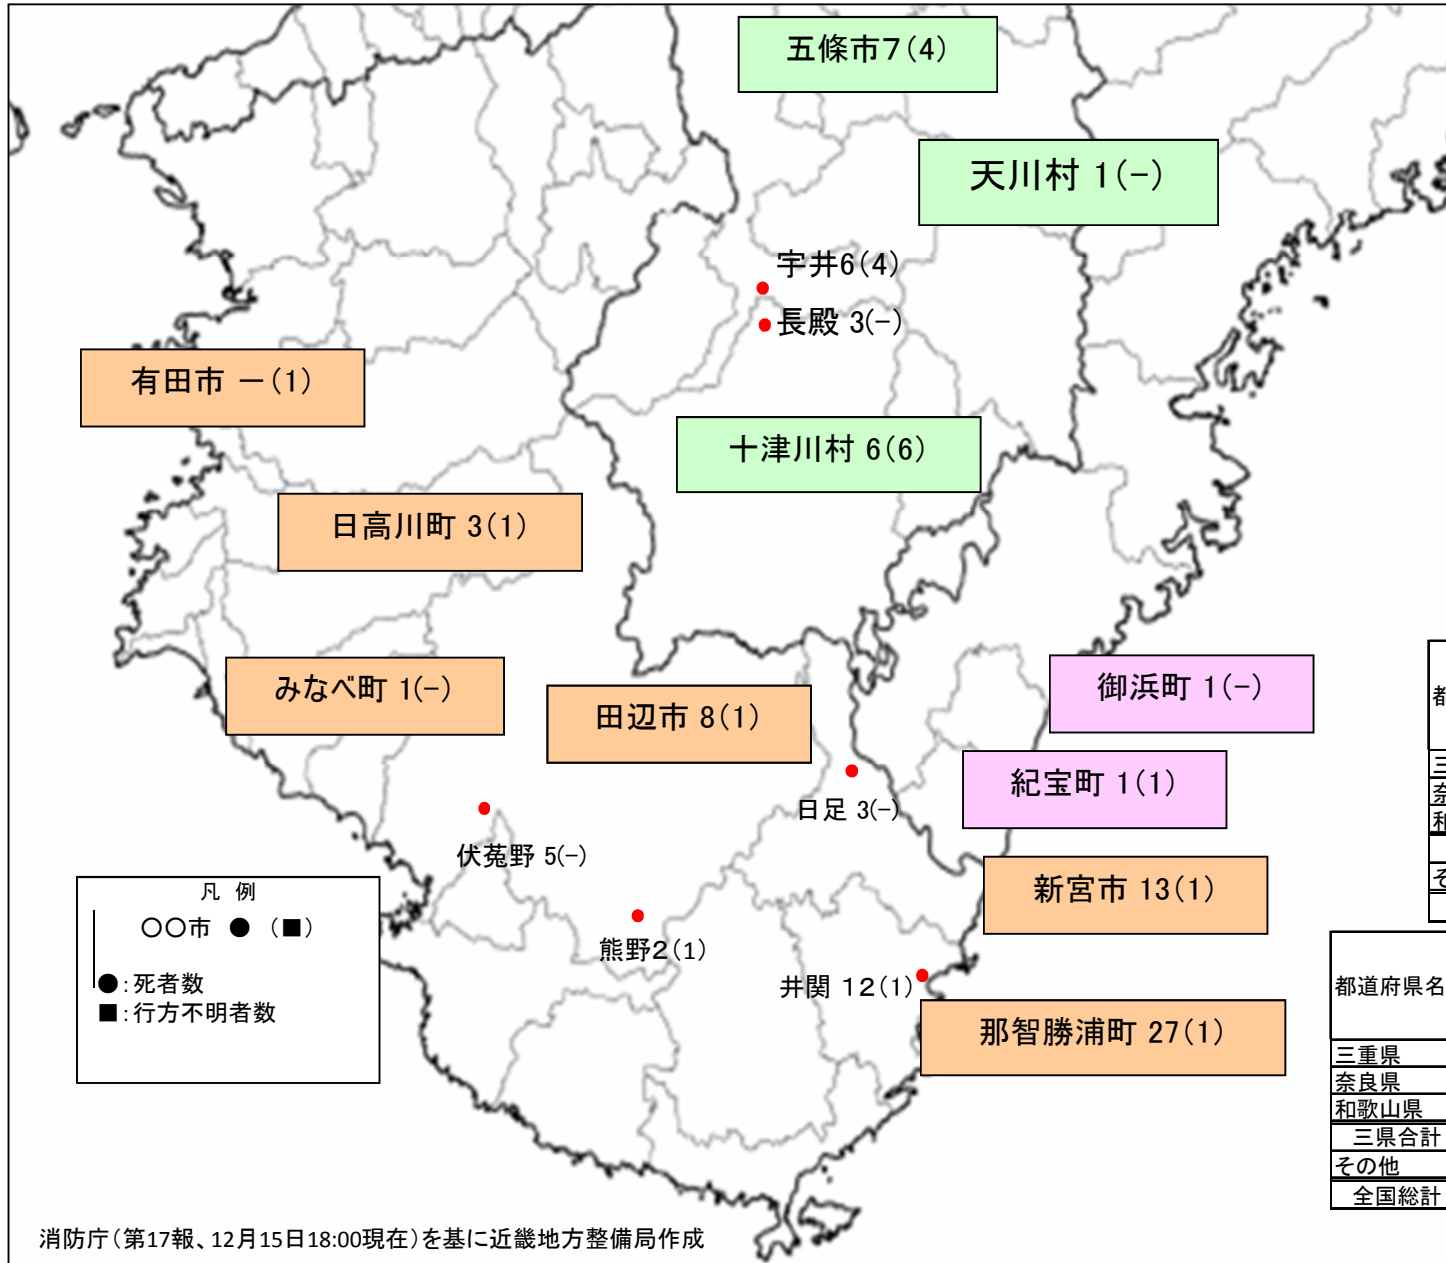 五條市7(4)
天川村 1(-)
宇井6(4)
長殿 3(-)
有田市 ー(1)
十津川村 6(6)
日高川町 3(1)
みなべ町 1(-)
田辺市 8(1)
御浜町 1(-)
紀宝町 1(1)
日足 3(-)
伏菟野 5(-)
新宮市 13(1)
熊野2(1)
井関 12(1)
那智勝浦町 27(1)
凡 例
○○市 ● (■)
●:死者数
■:行方不明者数
都
三
奈
和
そ
都道府県名
三重県
奈良県
和歌山県
三県合計
その他
全国総計
消防庁(第17報、12月15日18:00現在)を基に近畿地方整備局作成